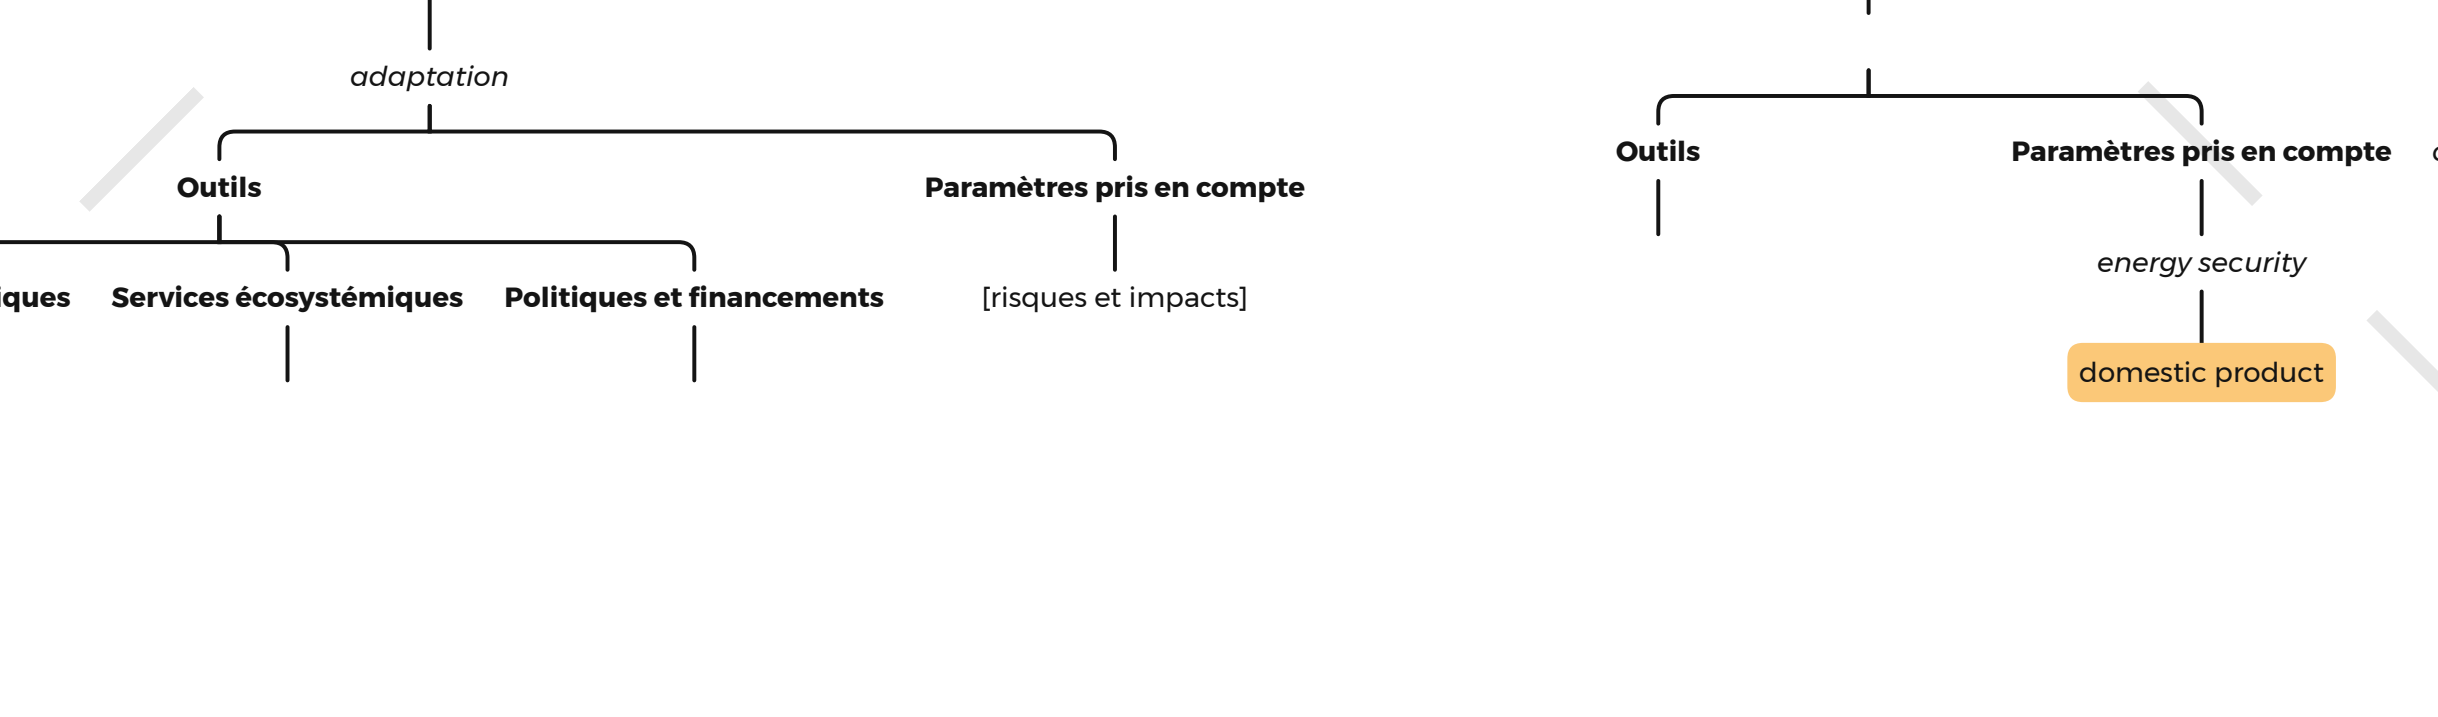 adaptation
Outils
Paramètres pris en compte
Outils
Paramètres pris en compte
energy security
Services écosystémiques
Politiques et financements
[risques et impacts]
domestic product